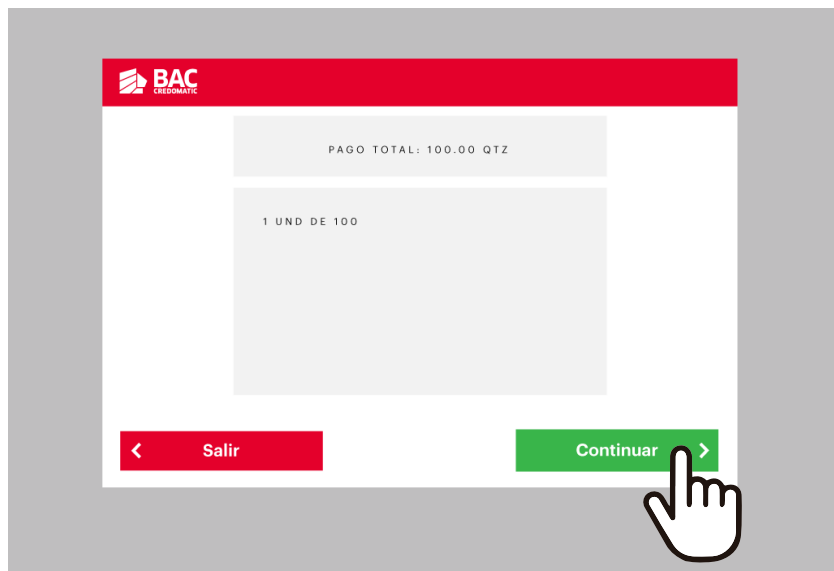 BAC
CREDOMATIC
PAGO TOTAL: 100.00 QTZ
1 UND DE 100
Salir
Continuar